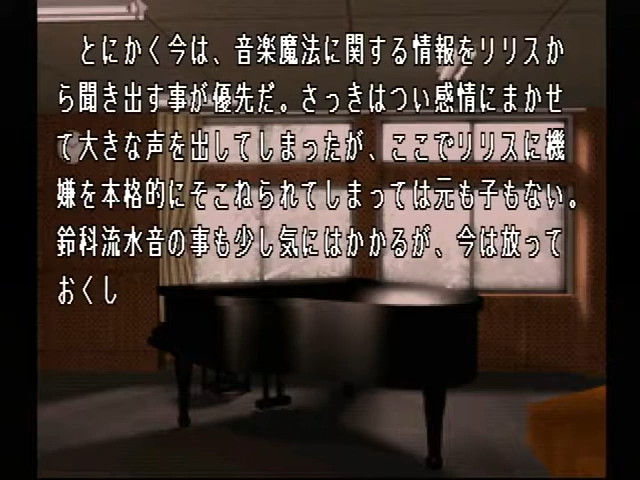 とにかく今は、音楽魔法に関する情報をリリスか
ら聞き出す事が優先だ。さっきはつい感情にまかせ
て大きな声を出してしまったが、ここでリリスに機
嫌を本格的にそこねられてしまっては元も子もない。
鈴科流水音の事も少し気にはかかるが、今は放って
おくし